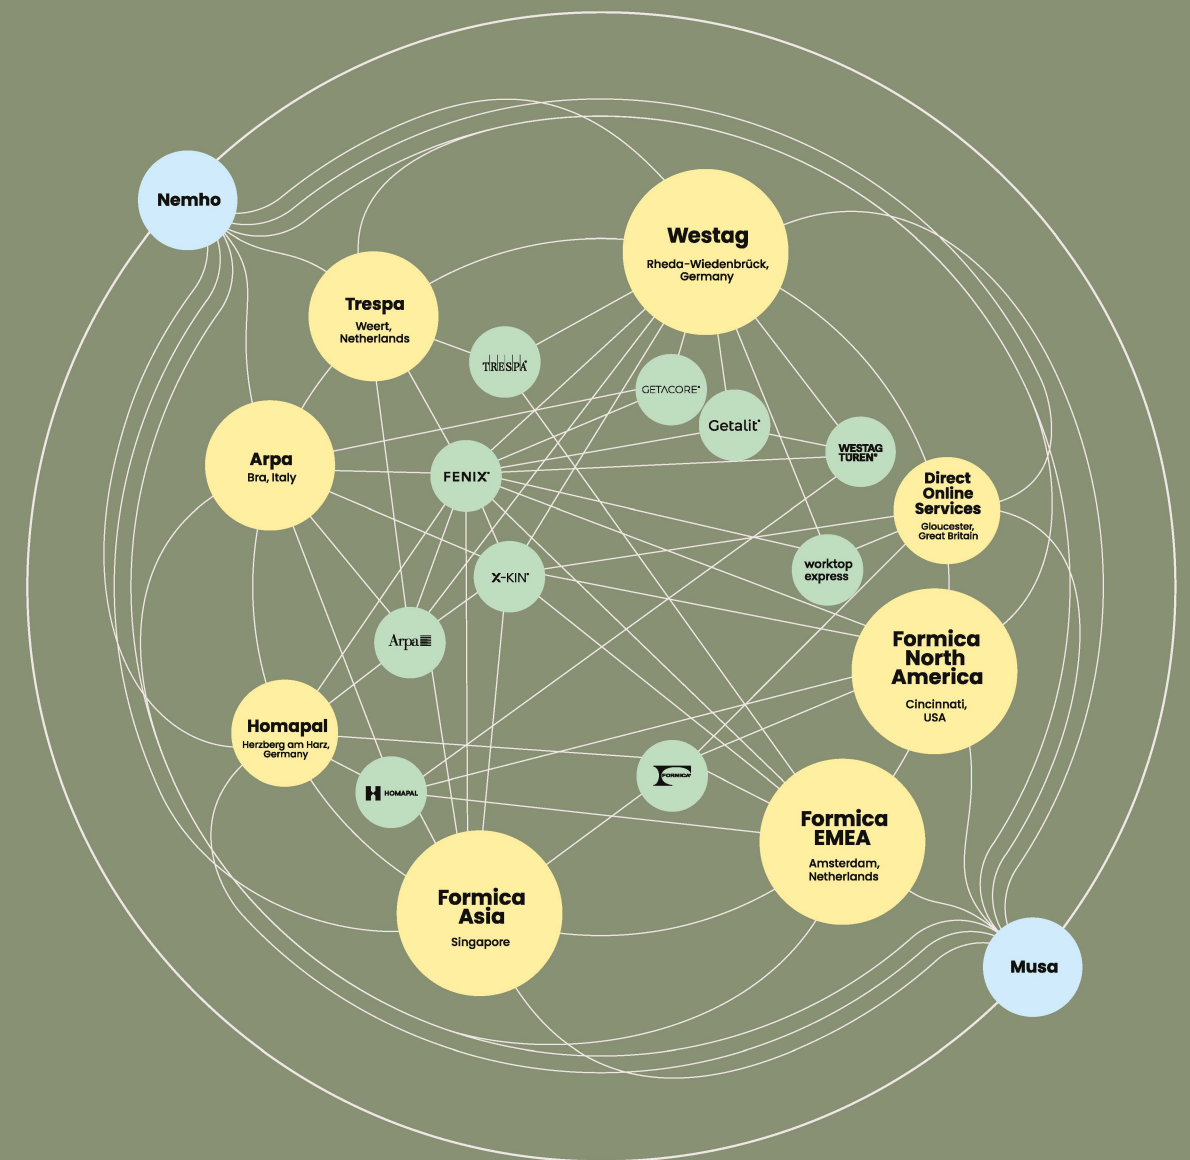 Nemho
Westag
Rheda-Wiedenbrück,
Germany
Trespa
Weert,
Netherlands
TRESPA®
GETACORE®
Getalit®
WESTAG
TÜREN®
Arpa
Bra, Italy
FENIX®
Direct
Online
Services
Gloucester,
Great Britain
X-KIN®
worktop
express
Arpa
Formica
North
America
Cincinnati,
USA
Homapal
Herzberg am Harz,
Germany
H HOMAPAL
F FORMICA®
Formica
EMEA
Amsterdam,
Netherlands
Formica
Asia
Singapore
Musa